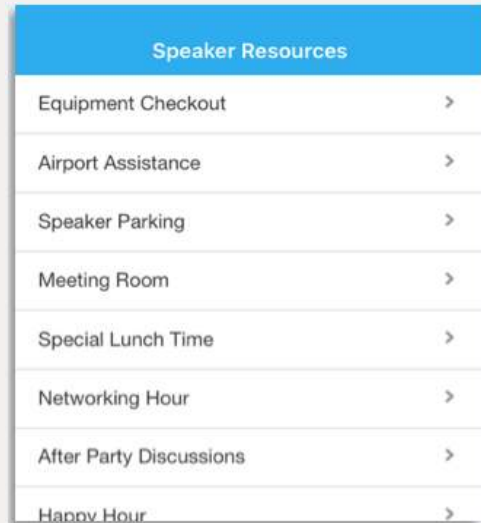 Speaker Resources
Equipment Checkout
Airport Assistance
Speaker Parking
Meeting Room
Special Lunch Time
Networking Hour
After Party Discussions
Happy Hour